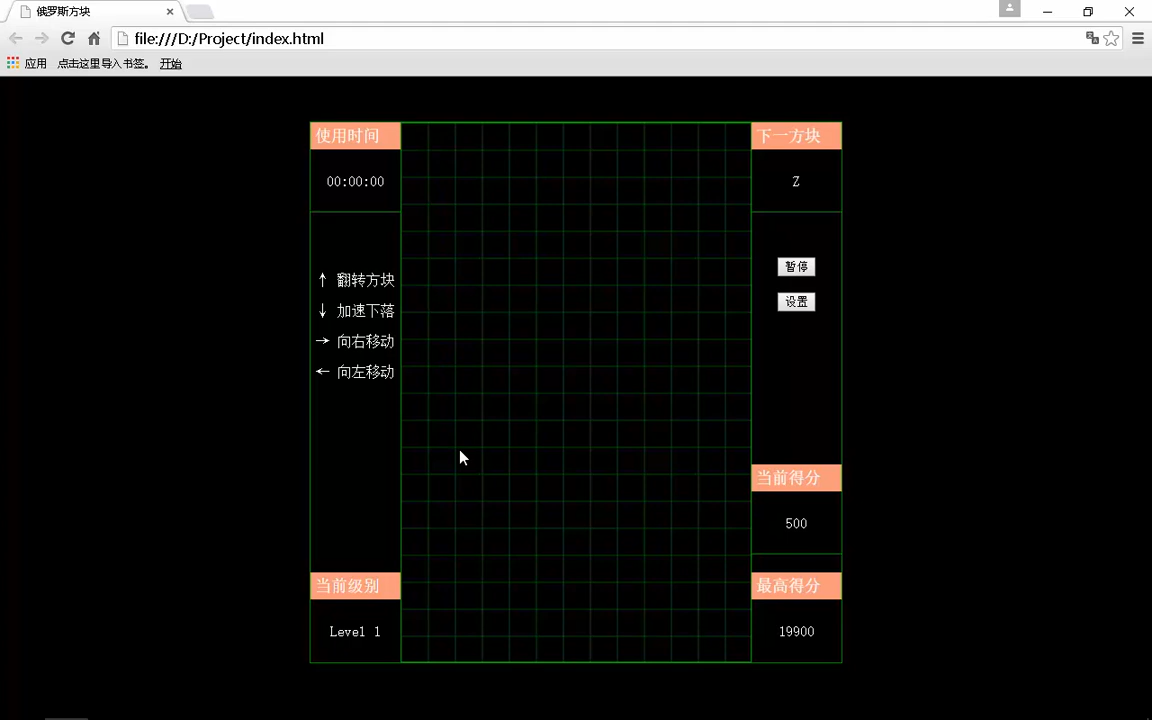 俄罗斯方块
file:///D:/Project/index.html
应用 点击这里导入书签。 开始
使用时间
00:00:00
↑ 翻转方块
↓ 加速下落
→ 向右移动
← 向左移动
当前级别
Level 1
下一方块
Z
暂停
设置
当前得分
500
最高得分
19900